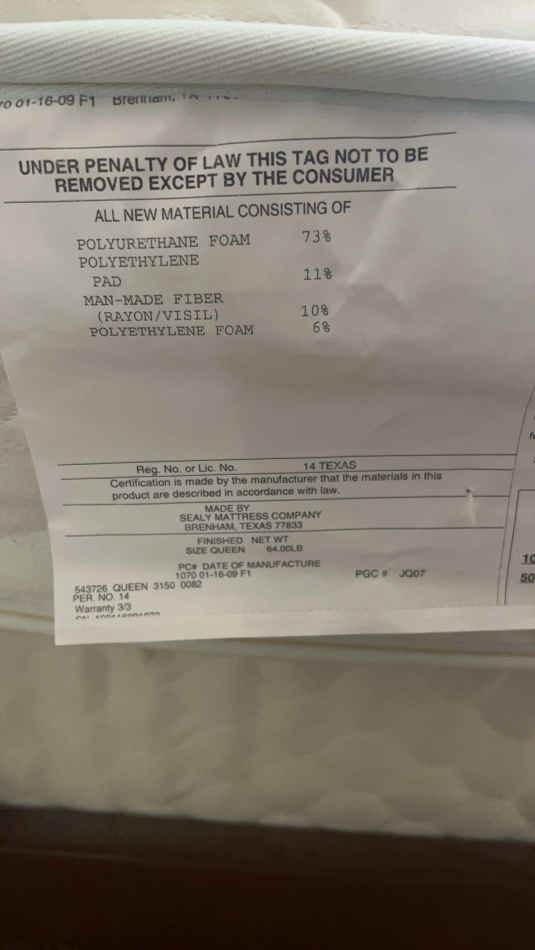 01-16-09 F1 Brenham,
UNDER PENALTY OF LAW THIS TAG NOT TO BE
REMOVED EXCEPT BY THE CONSUMER
ALL NEW MATERIAL CONSISTING OF
POLYURETHANE FOAM 73%
POLYETHYLENE
PAD 11%
MAN-MADE FIBER
(RAYON/VISIL) 10%
POLYETHYLENE FOAM 6%
Reg. No. or Lic. No. 14 TEXAS
Certification is made by the manufacturer that the materials in this
product are described in accordance with law.
MADE BY
SEALY MATTRESS COMPANY
BRENHAM, TEXAS 77833
FINISHED NET WT
SIZE QUEEN 64.00LB
PC# DATE OF MANUFACTURE
1070 01-16-09 F1 PGC # JQ07
543726 QUEEN 3150 0082
PER. NO. 14
Warranty 3/3
10
50